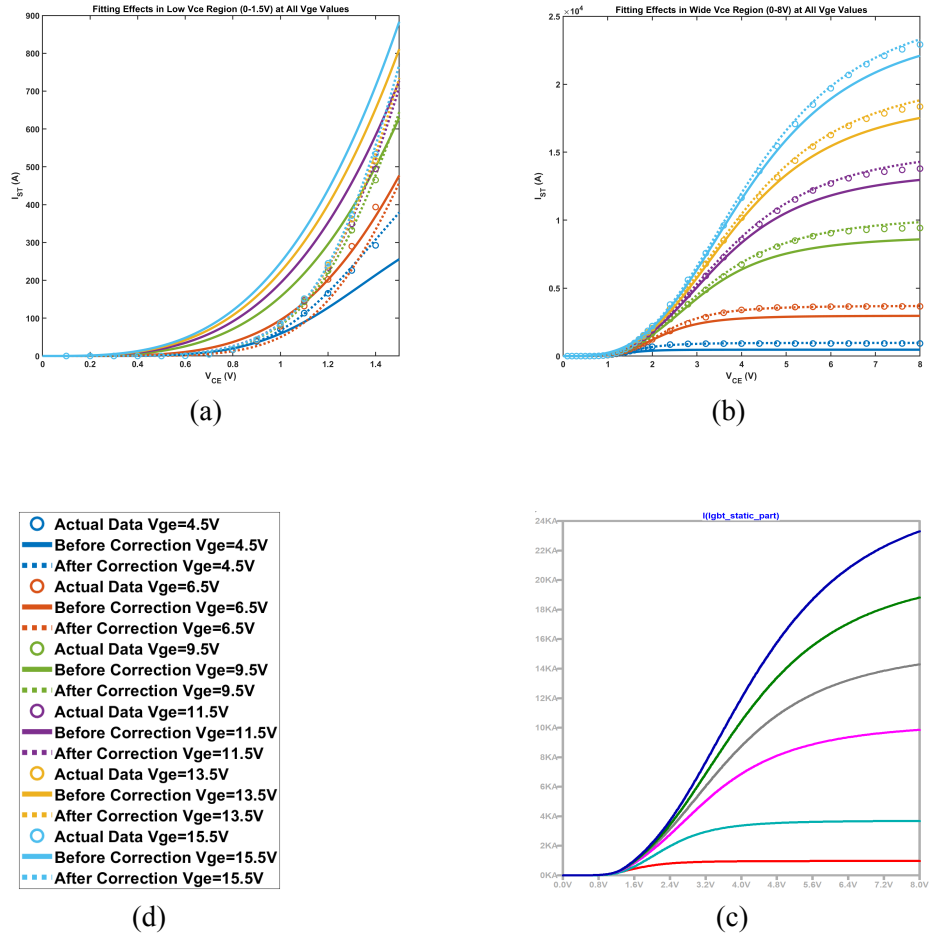 Fitting Effects in Low Vce Region (0-1.5V) at All Vge Values
900
800
700
600
500
400
300
200
100
0
I_ST (A)
0 0.2 0.4 0.6 0.8 1 1.2 1.4
V_CE (V)
(a)
Fitting Effects in Wide Vce Region (0-8V) at All Vge Values
×10^4
2.5
2
1.5
1
0.5
0
I_ST (A)
0 1 2 3 4 5 6 7 8
V_CE (V)
(b)
Actual Data Vge=4.5V
Before Correction Vge=4.5V
After Correction Vge=4.5V
Actual Data Vge=6.5V
Before Correction Vge=6.5V
After Correction Vge=6.5V
Actual Data Vge=9.5V
Before Correction Vge=9.5V
After Correction Vge=9.5V
Actual Data Vge=11.5V
Before Correction Vge=11.5V
After Correction Vge=11.5V
Actual Data Vge=13.5V
Before Correction Vge=13.5V
After Correction Vge=13.5V
Actual Data Vge=15.5V
Before Correction Vge=15.5V
After Correction Vge=15.5V
(d)
I(Igbt_static_part)
24KA
22KA
20KA
18KA
16KA
14KA
12KA
10KA
8KA
6KA
4KA
2KA
0KA
0.0V 0.8V 1.6V 2.4V 3.2V 4.0V 4.8V 5.6V 6.4V 7.2V 8.0V
(c)